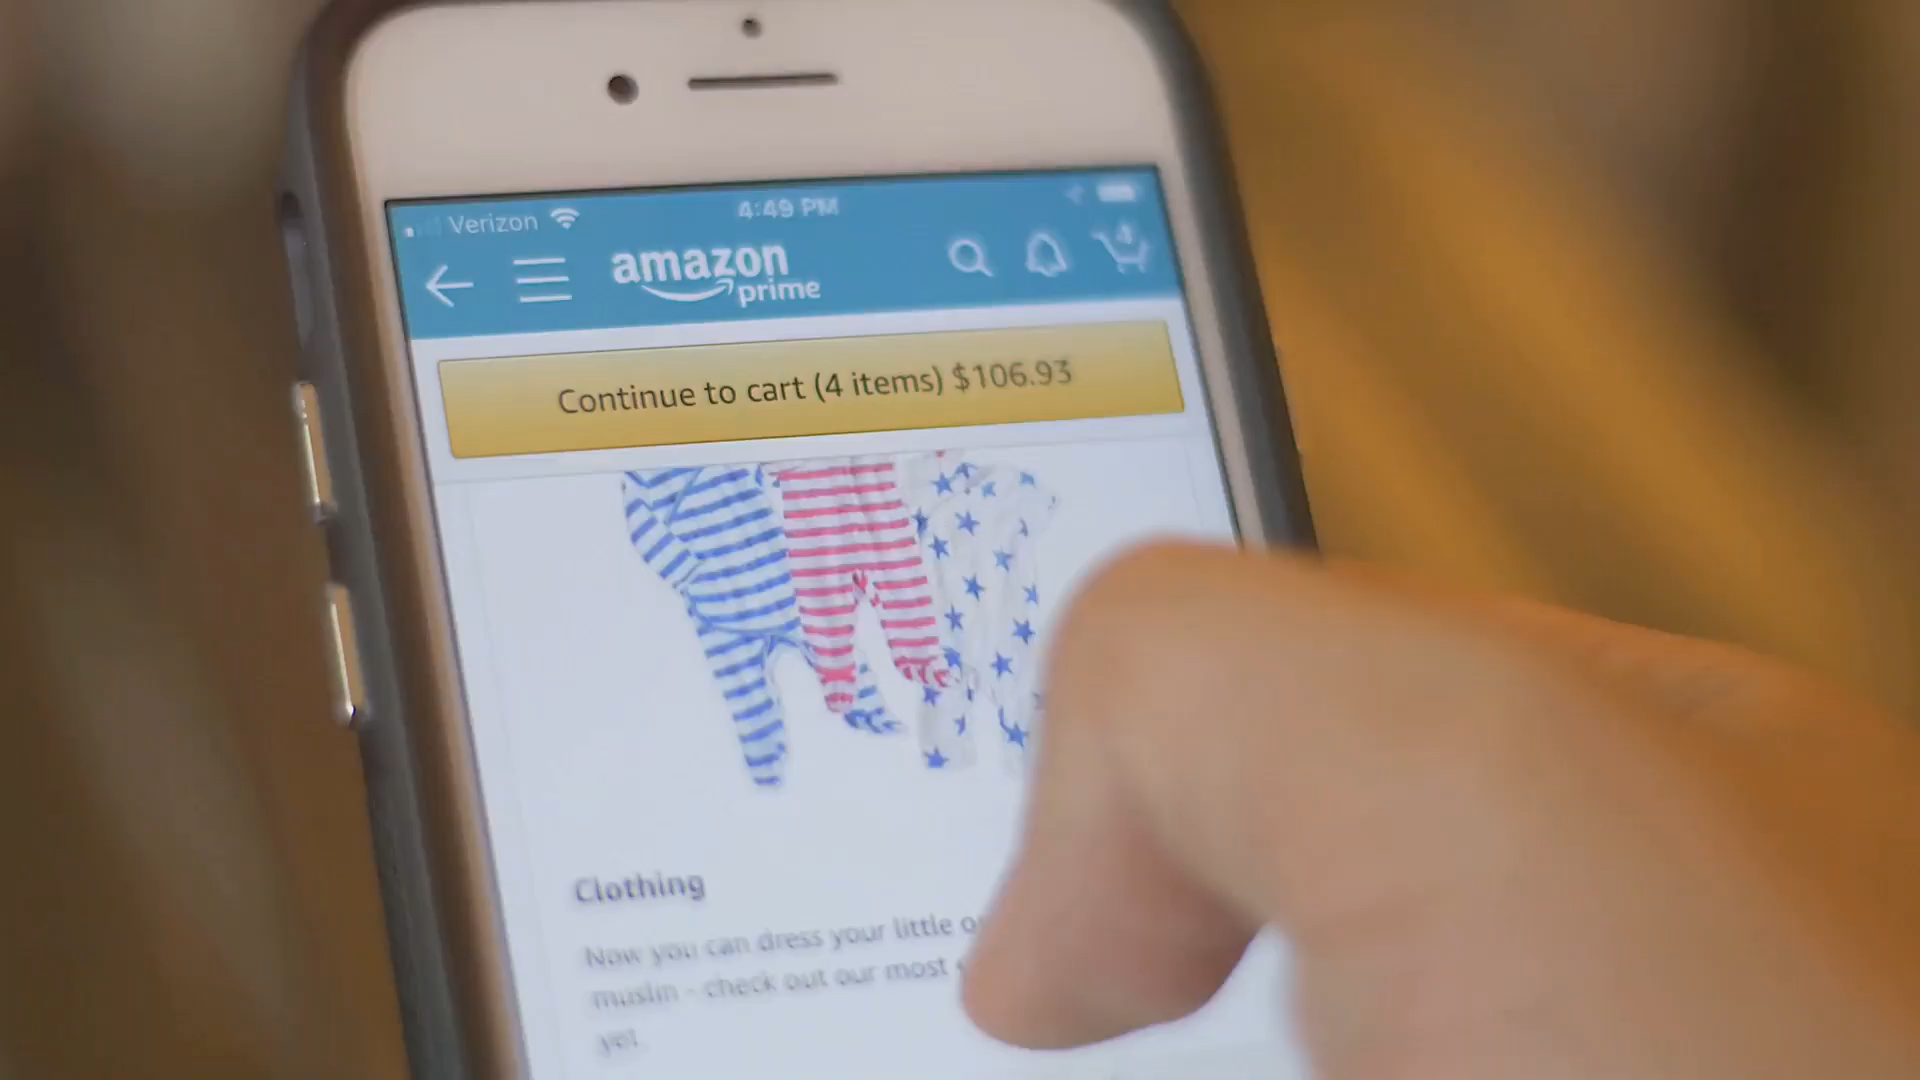 Verizon 4:49 PM
amazon
prime
4
Continue to cart (4 items) $106.93
Clothing
Now you can dress your little
muslin - check out our most
yet.